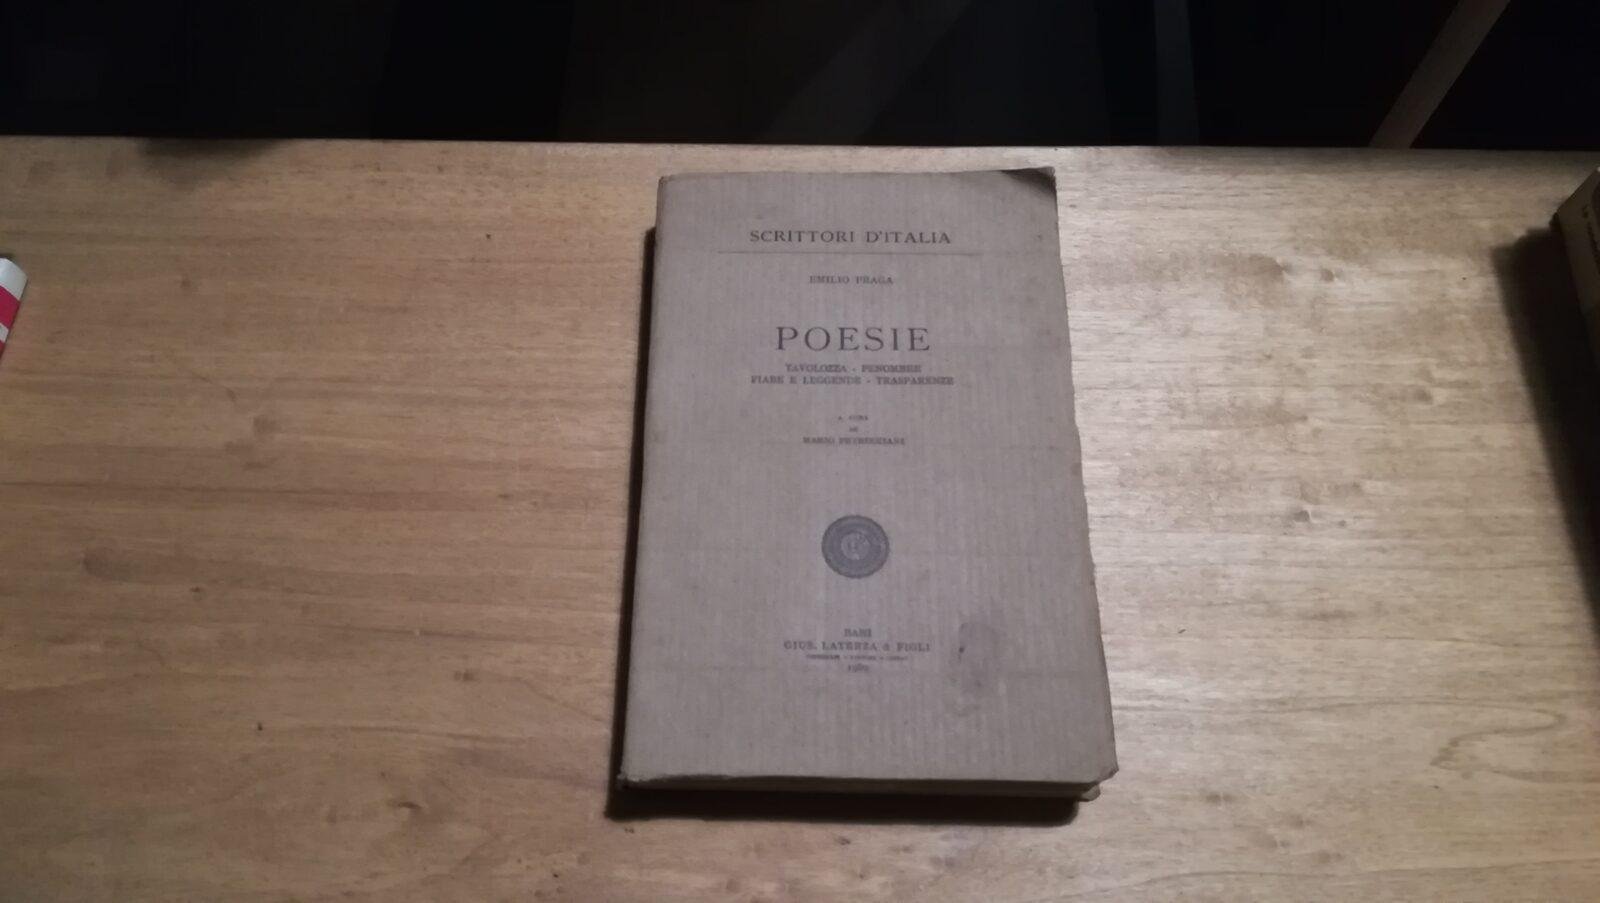 SCRITTORI D'ITALIA
EMILIO PRAGA
POESIE
TAVOLOZZA - PENOMBRE
FIABE E LEGGENDE - TRASPARENZE
A CURA
DI
MARIO PETRUCCIANI
BARI
GIUS. LATERZA & FIGLI